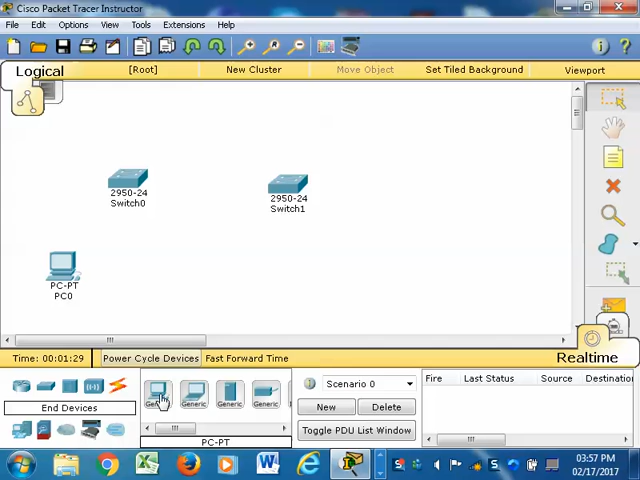 Cisco Packet Tracer Instructor
File Edit Options View Tools Extensions Help
Logical [Root] New Cluster Move Object Set Tiled Background Viewport
2950-24
Switch0
2950-24
Switch1
PC-PT
PC0
Time: 00:01:29 Power Cycle Devices Fast Forward Time Realtime
End Devices
Generic Generic Generic
PC-PT
Scenario 0
New Delete
Toggle PDU List Window
Fire Last Status Source Destination
03:57 PM
02/17/2017